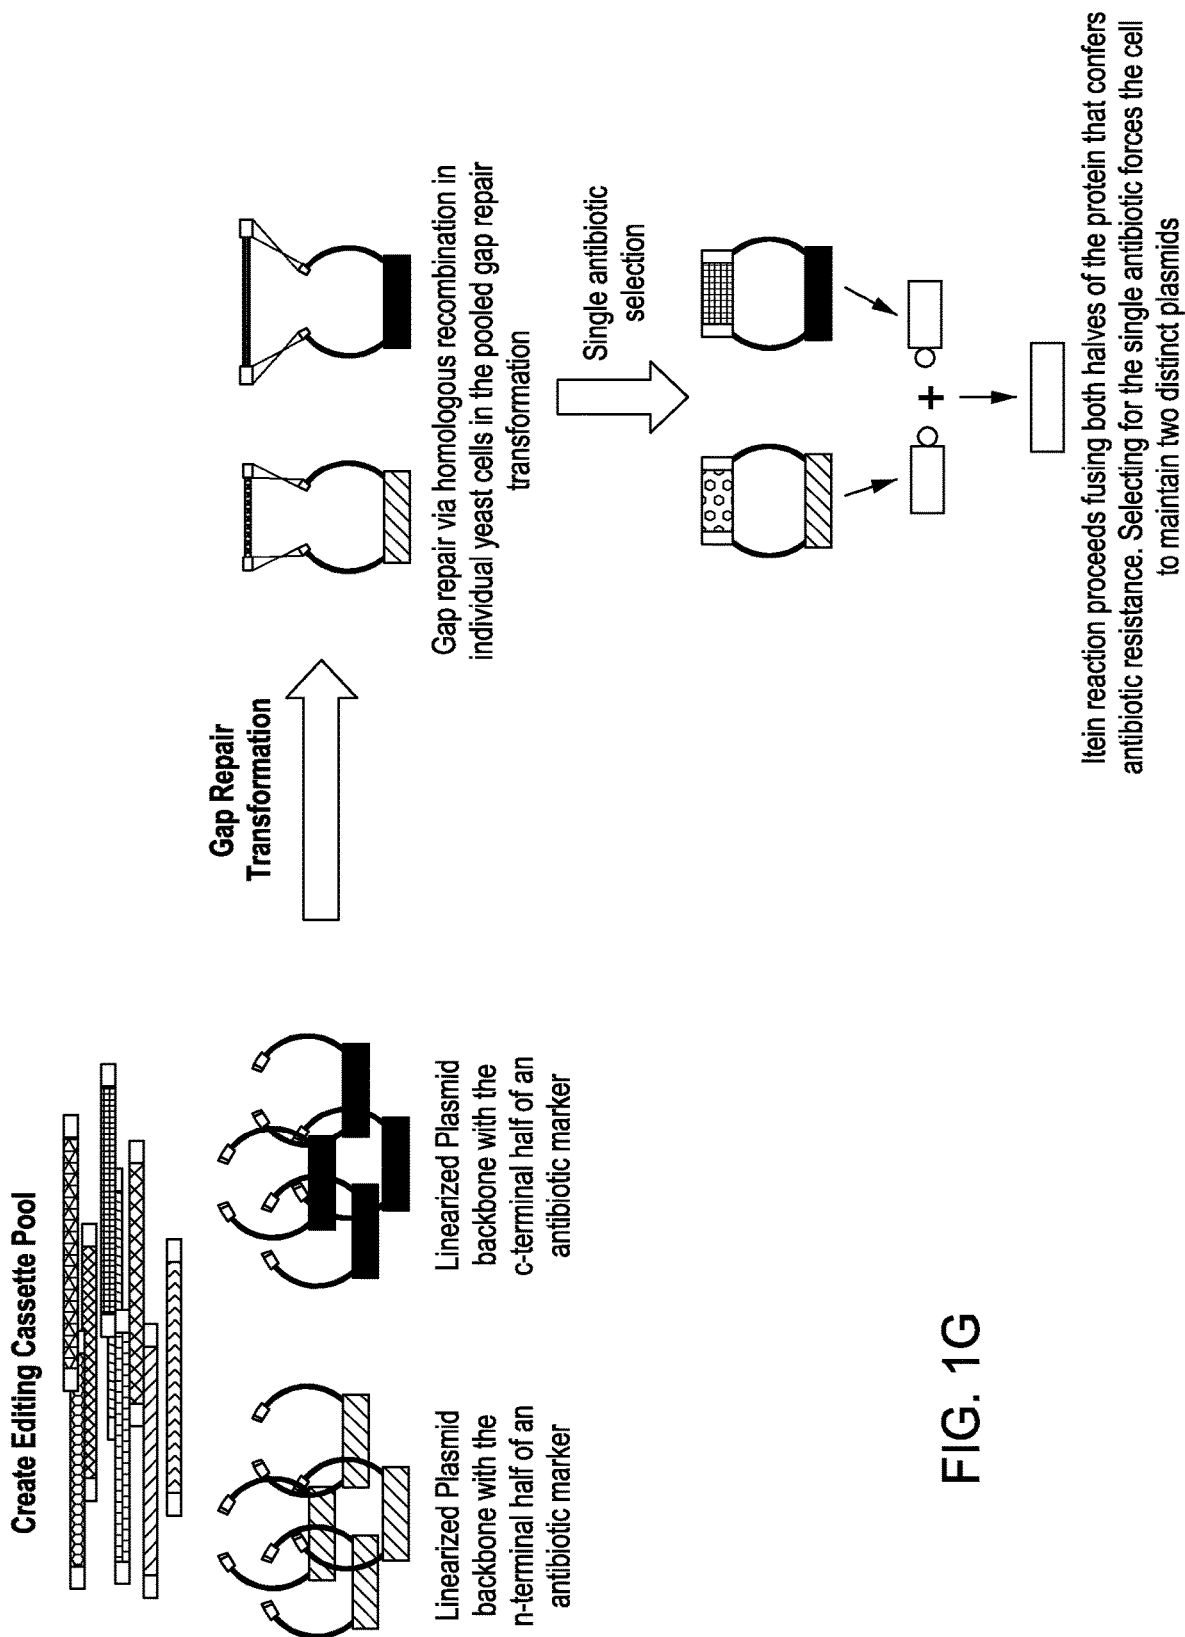 Create Editing Cassette Pool
Linearized Plasmid
backbone with the
n-terminal half of an
antibiotic marker
Linearized Plasmid
backbone with the
c-terminal half of an
antibiotic marker
Gap Repair
Transformation
Gap repair via homologous recombination in
individual yeast cells in the pooled gap repair
transformation
Single antibiotic
selection
+
Itein reaction proceeds fusing both halves of the protein that confers
antibiotic resistance. Selecting for the single antibiotic forces the cell
to maintain two distinct plasmids
FIG. 1G